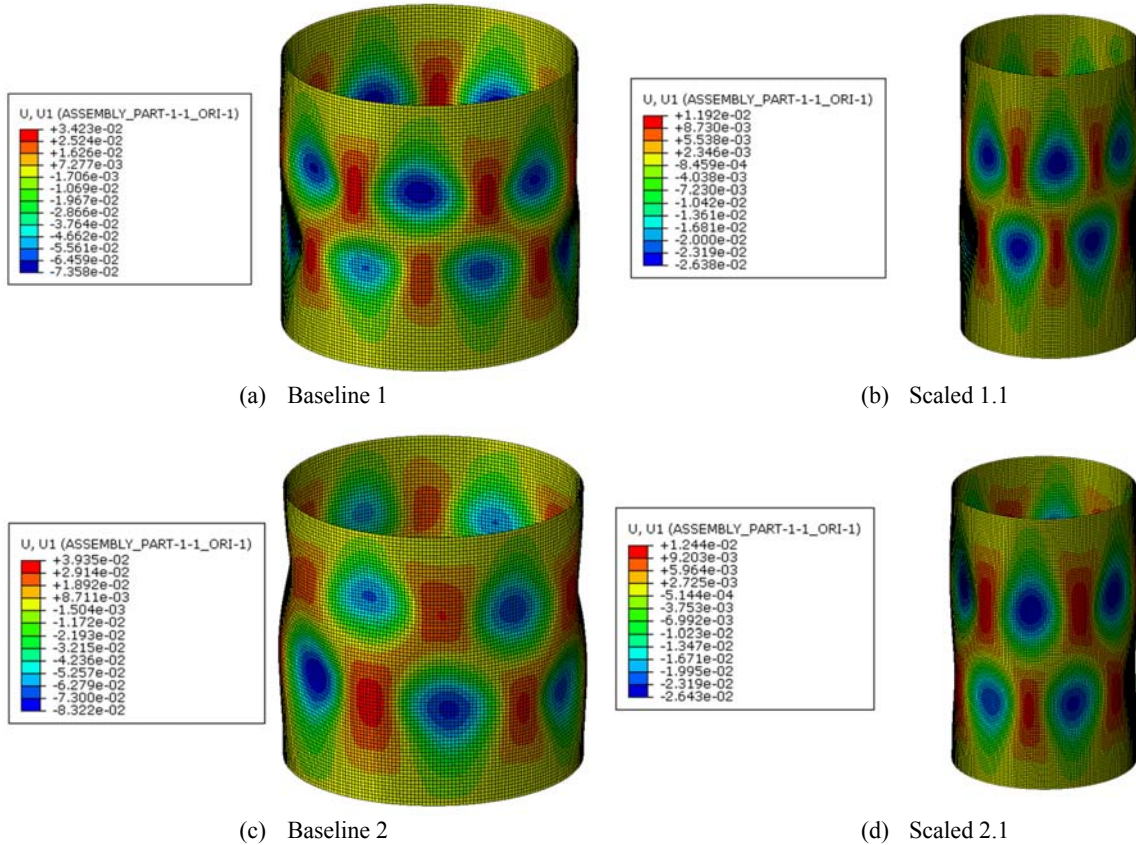 U, U1 (ASSEMBLY_PART-1-1_ORI-1)
+3.423e-02
+2.524e-02
+1.626e-02
+7.277e-03
-1.706e-03
-1.069e-02
-1.967e-02
-2.866e-02
-3.764e-02
-4.662e-02
-5.561e-02
-6.459e-02
-7.358e-02
(a) Baseline 1
U, U1 (ASSEMBLY_PART-1-1_ORI-1)
+1.192e-02
+8.730e-03
+5.538e-03
+2.346e-03
-8.459e-04
-4.038e-03
-7.230e-03
-1.042e-02
-1.361e-02
-1.681e-02
-2.000e-02
-2.319e-02
-2.638e-02
(b) Scaled 1.1
U, U1 (ASSEMBLY_PART-1-1_ORI-1)
+3.935e-02
+2.914e-02
+1.892e-02
+8.711e-03
-1.504e-03
-1.172e-02
-2.193e-02
-3.215e-02
-4.236e-02
-5.257e-02
-6.279e-02
-7.300e-02
-8.322e-02
(c) Baseline 2
U, U1 (ASSEMBLY_PART-1-1_ORI-1)
+1.244e-02
+9.203e-03
+5.964e-03
+2.725e-03
-5.144e-04
-3.753e-03
-6.992e-03
-1.023e-02
-1.347e-02
-1.671e-02
-1.995e-02
-2.319e-02
-2.643e-02
(d) Scaled 2.1